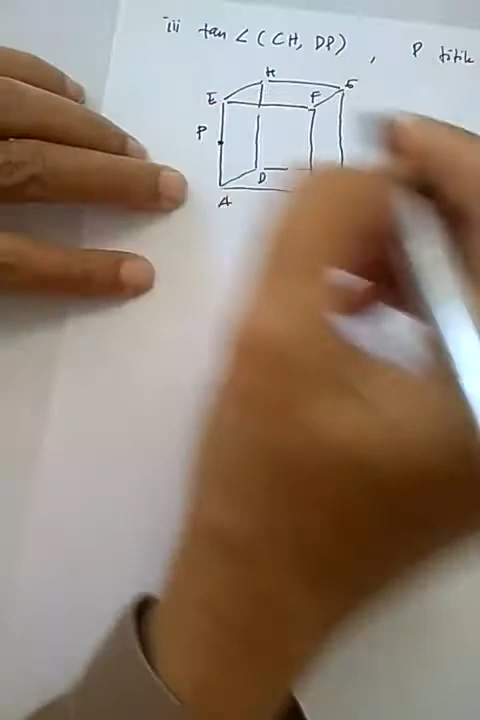 iii tan ∠(CH, DP) , P titik
H
G
E
F
P
D
A